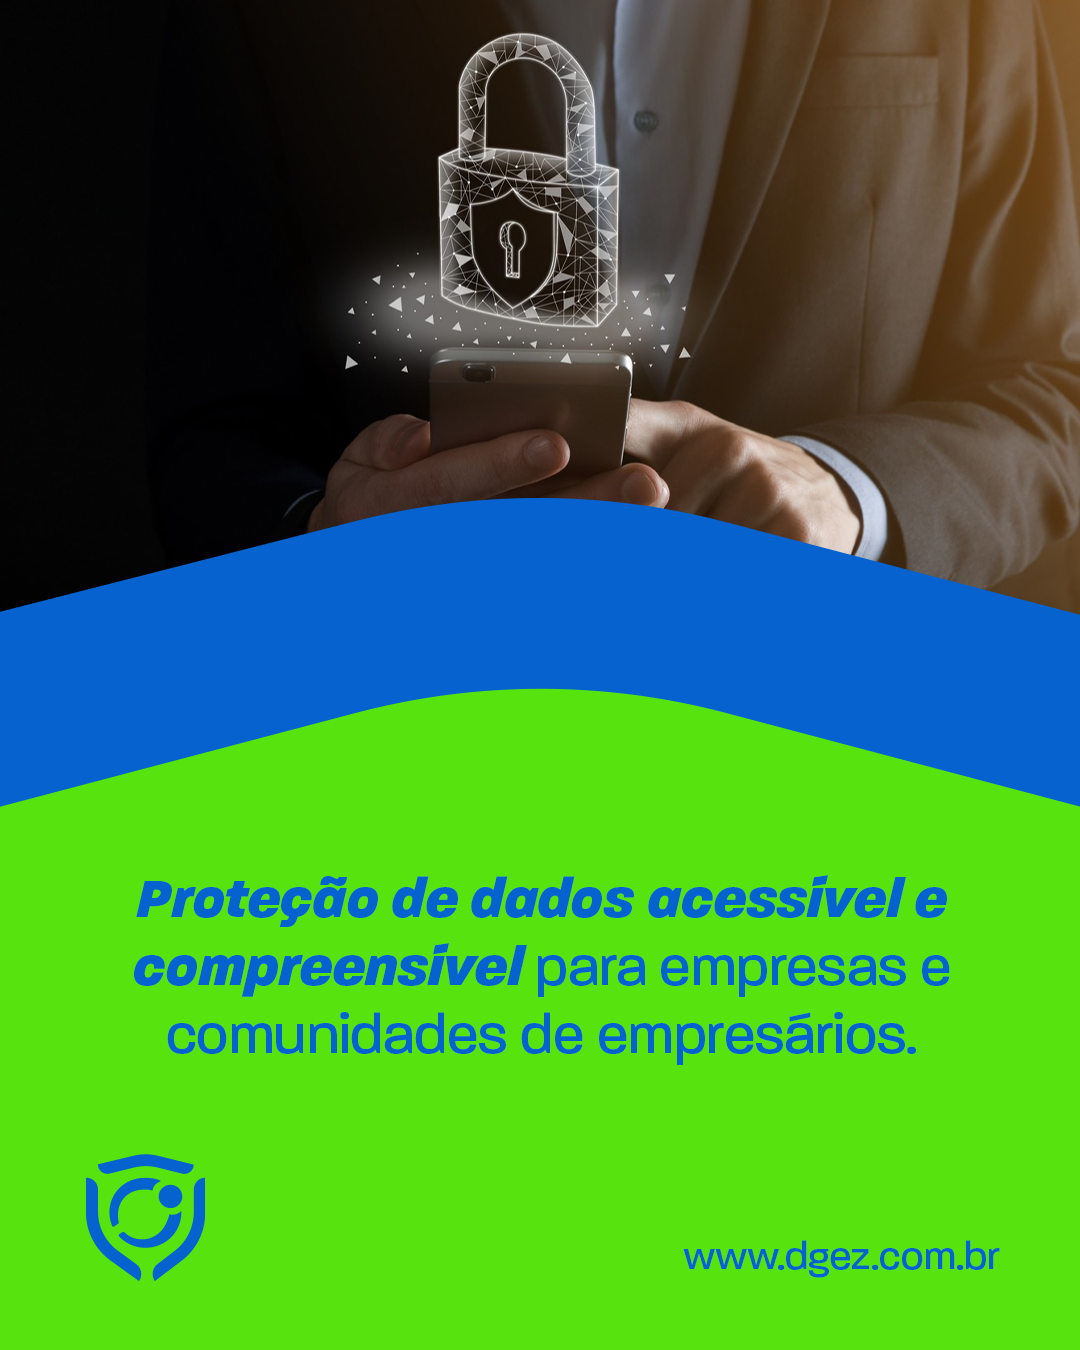 Proteção de dados acessível e
compreensível para empresas e
comunidades de empresários.
www.dgez.com.br